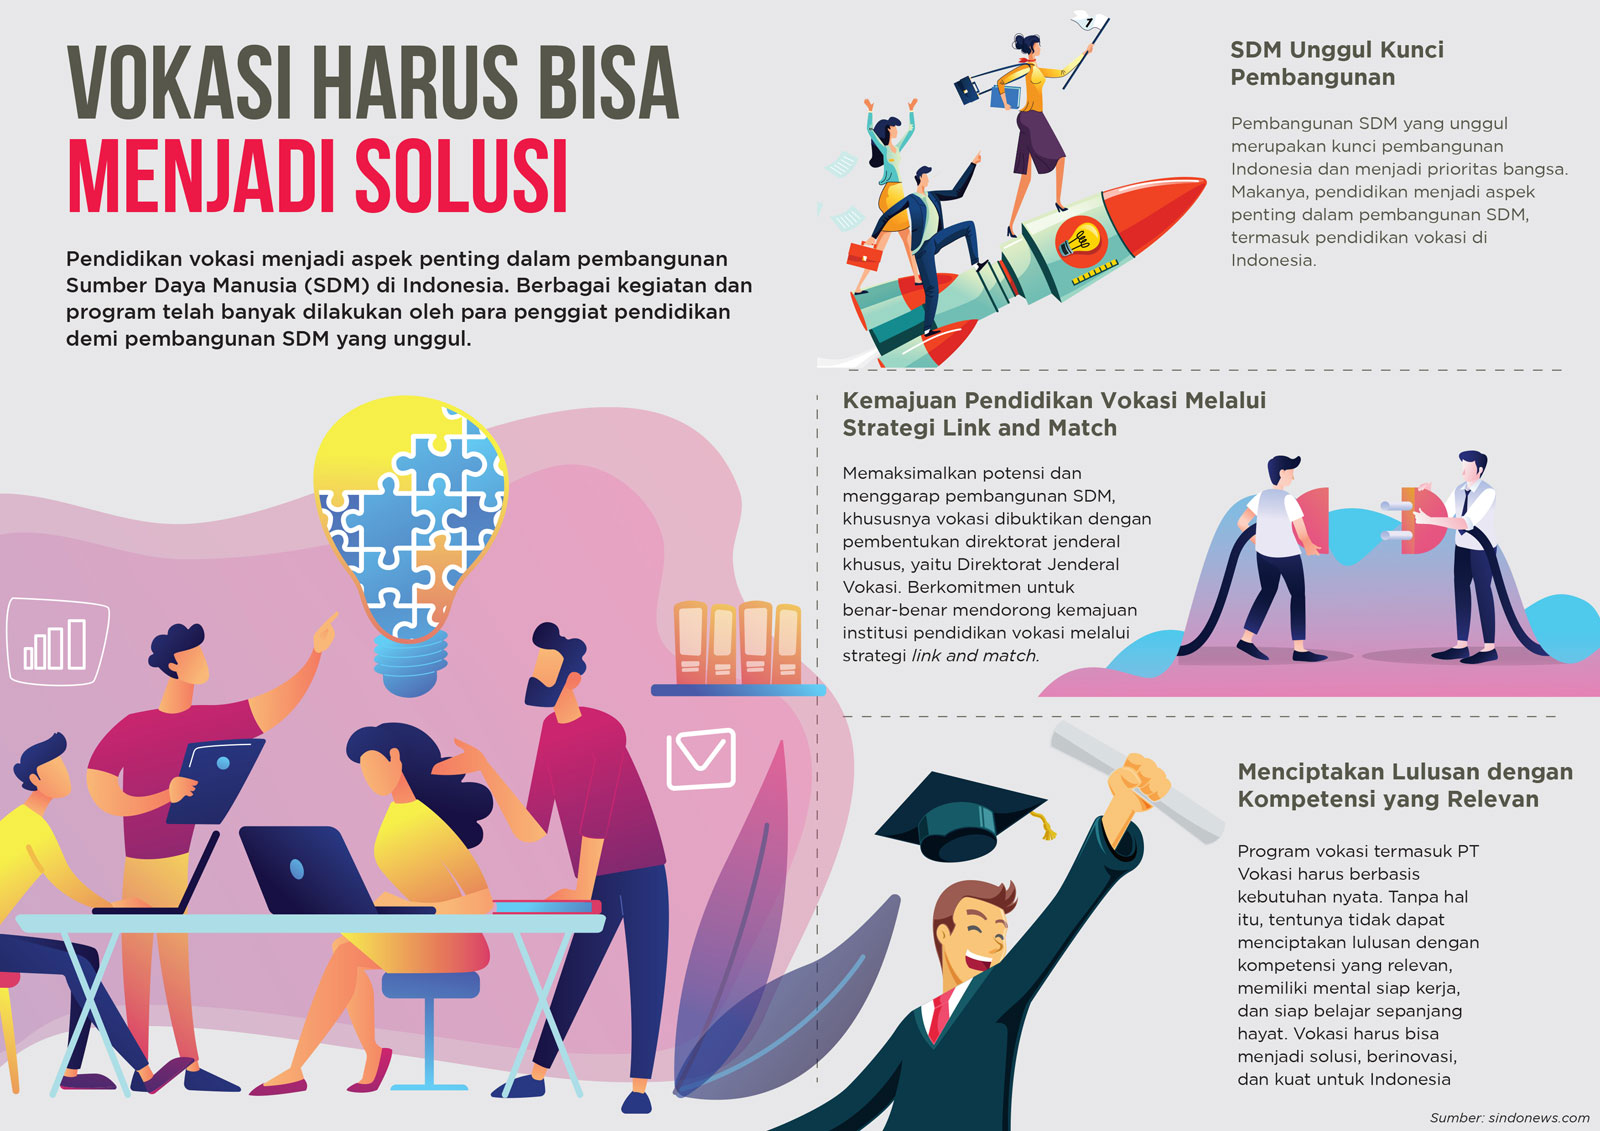 VOKASI HARUS BISA
MENJADI SOLUSI
Pendidikan vokasi menjadi aspek penting dalam pembangunan
Sumber Daya Manusia (SDM) di Indonesia. Berbagai kegiatan dan
program telah banyak dilakukan oleh para penggiat pendidikan
demi pembangunan SDM yang unggul.
1
SDM Unggul Kunci
Pembangunan
Pembangunan SDM yang unggul
merupakan kunci pembangunan
Indonesia dan menjadi prioritas bangsa.
Makanya, pendidikan menjadi aspek
penting dalam pembangunan SDM,
termasuk pendidikan vokasi di
Indonesia.
Kemajuan Pendidikan Vokasi Melalui
Strategi Link and Match
Memaksimalkan potensi dan
menggarap pembangunan SDM,
khususnya vokasi dibuktikan dengan
pembentukan direktorat jenderal
khusus, yaitu Direktorat Jenderal
Vokasi. Berkomitmen untuk
benar-benar mendorong kemajuan
institusi pendidikan vokasi melalui
strategi link and match.
Menciptakan Lulusan dengan
Kompetensi yang Relevan
Program vokasi termasuk PT
Vokasi harus berbasis
kebutuhan nyata. Tanpa hal
itu, tentunya tidak dapat
menciptakan lulusan dengan
kompetensi yang relevan,
memiliki mental siap kerja,
dan siap belajar sepanjang
hayat. Vokasi harus bisa
menjadi solusi, berinovasi,
dan kuat untuk Indonesia
Sumber: sindonews.com